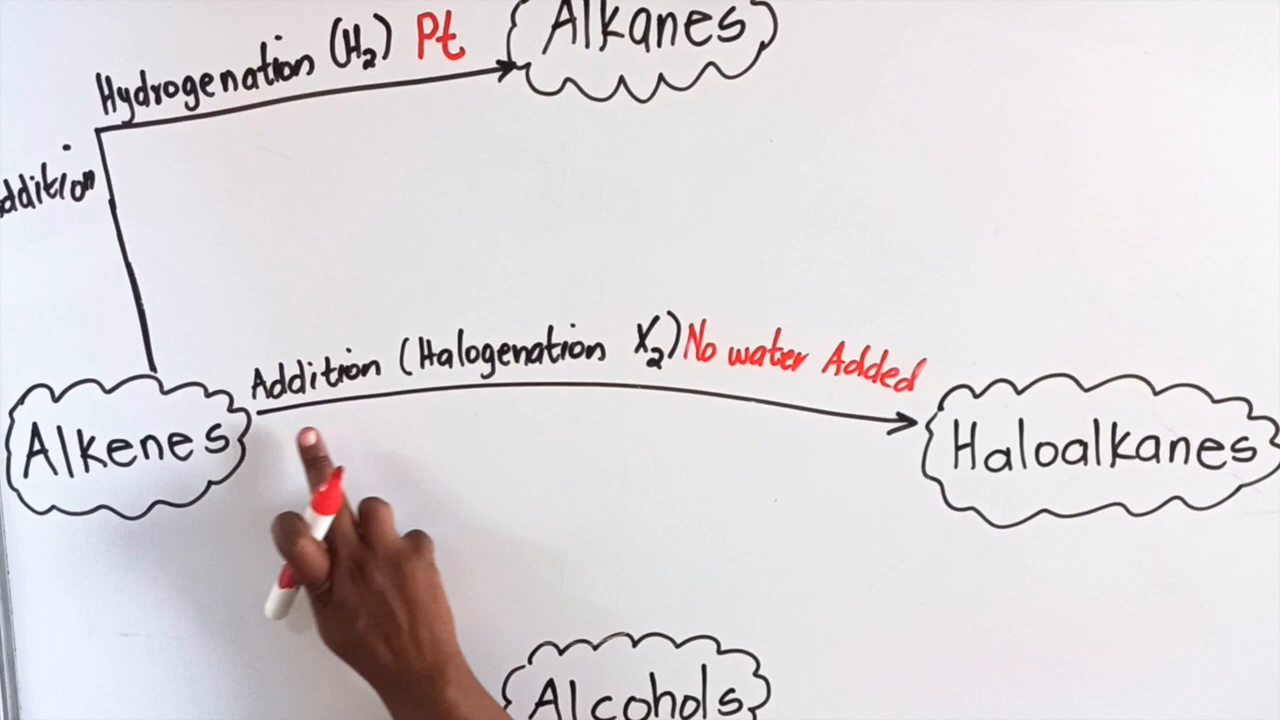 Hydrogenation (H₂) Pt
Alkanes
ddition
Addition (Halogenation X₂) No water Added
Alkenes
Haloalkanes
Alcohols